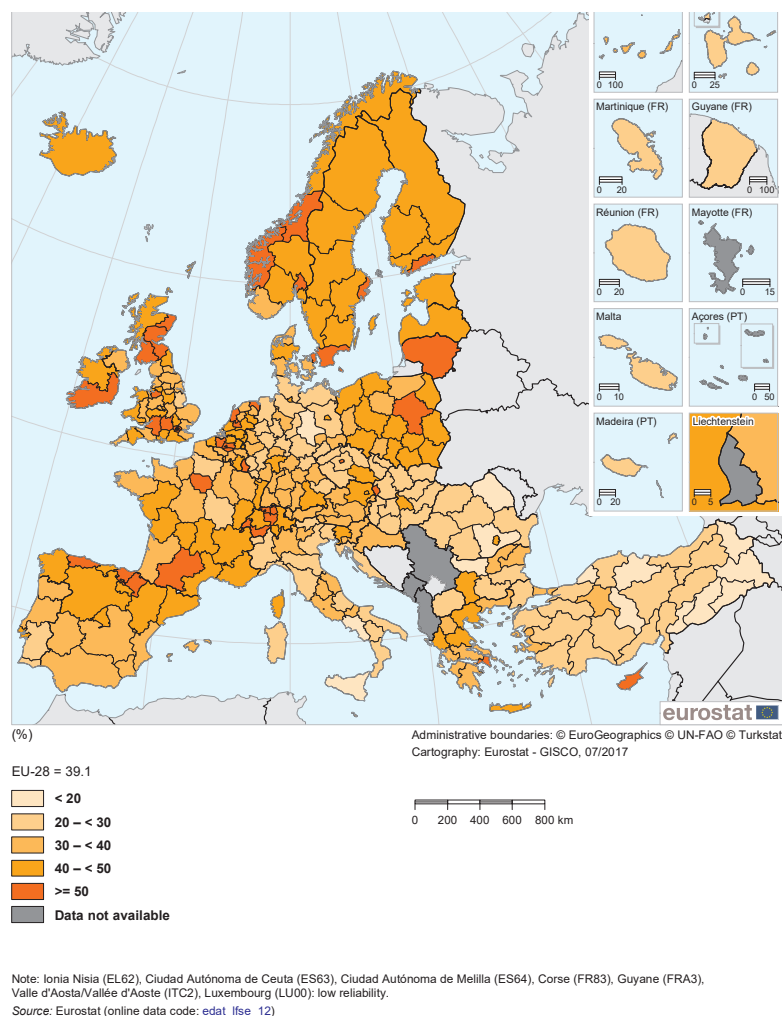 0 100
0 25
Martinique (FR)
Guyane (FR)
0 20
0 100
Réunion (FR)
Mayotte (FR)
0 20
0 15
Malta
Açores (PT)
0 10
0 50
Madeira (PT)
Liechtenstein
0 20
0 5
eurostat
(%)
Administrative boundaries: © EuroGeographics © UN-FAO © Turkstat
Cartography: Eurostat - GISCO, 07/2017
EU-28 = 39.1
< 20
20 – < 30
30 – < 40
40 – < 50
>= 50
Data not available
0 200 400 600 800 km
Note: Ionia Nisia (EL62), Ciudad Autónoma de Ceuta (ES63), Ciudad Autónoma de Melilla (ES64), Corse (FR83), Guyane (FRA3),
Valle d'Aosta/Vallée d'Aoste (ITC2), Luxembourg (LU00): low reliability.
Source: Eurostat (online data code: edat_lfse_12)